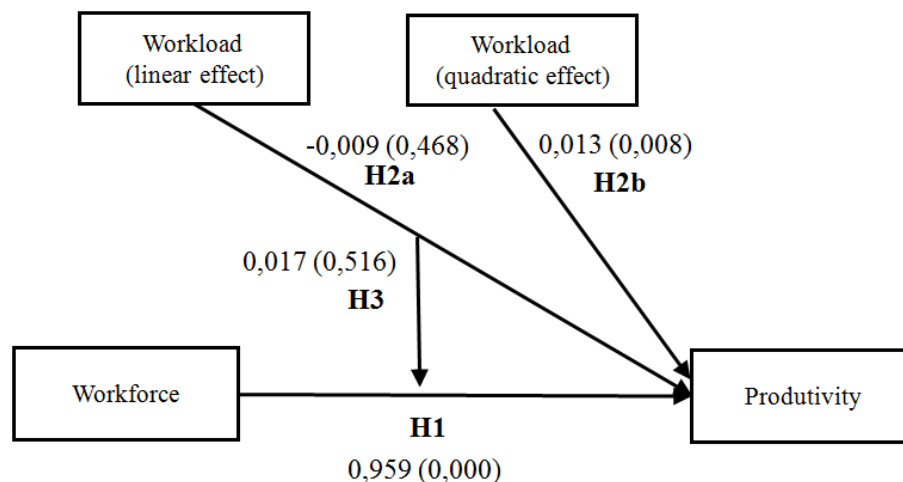 Workload
(linear effect)
Workload
(quadratic effect)
-0,009 (0,468)
H2a
0,013 (0,008)
H2b
0,017 (0,516)
H3
Workforce
Produtivity
H1
0,959 (0,000)